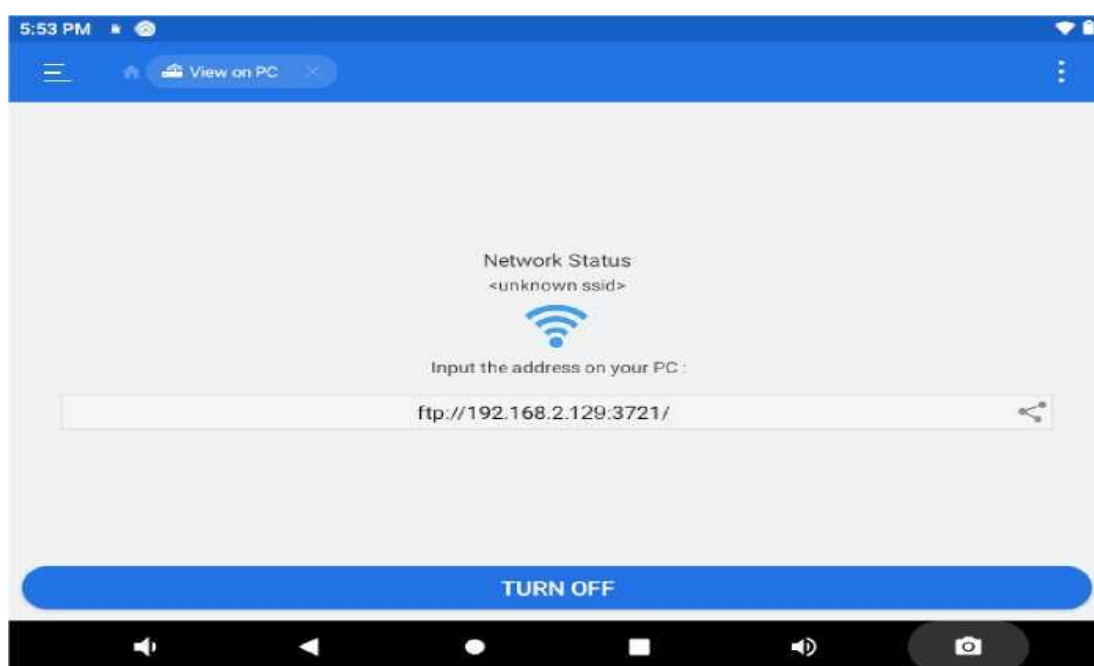 5:53 PM
View on PC
Network Status
<unknown ssid>
Input the address on your PC :
ftp://192.168.2.129:3721/
TURN OFF